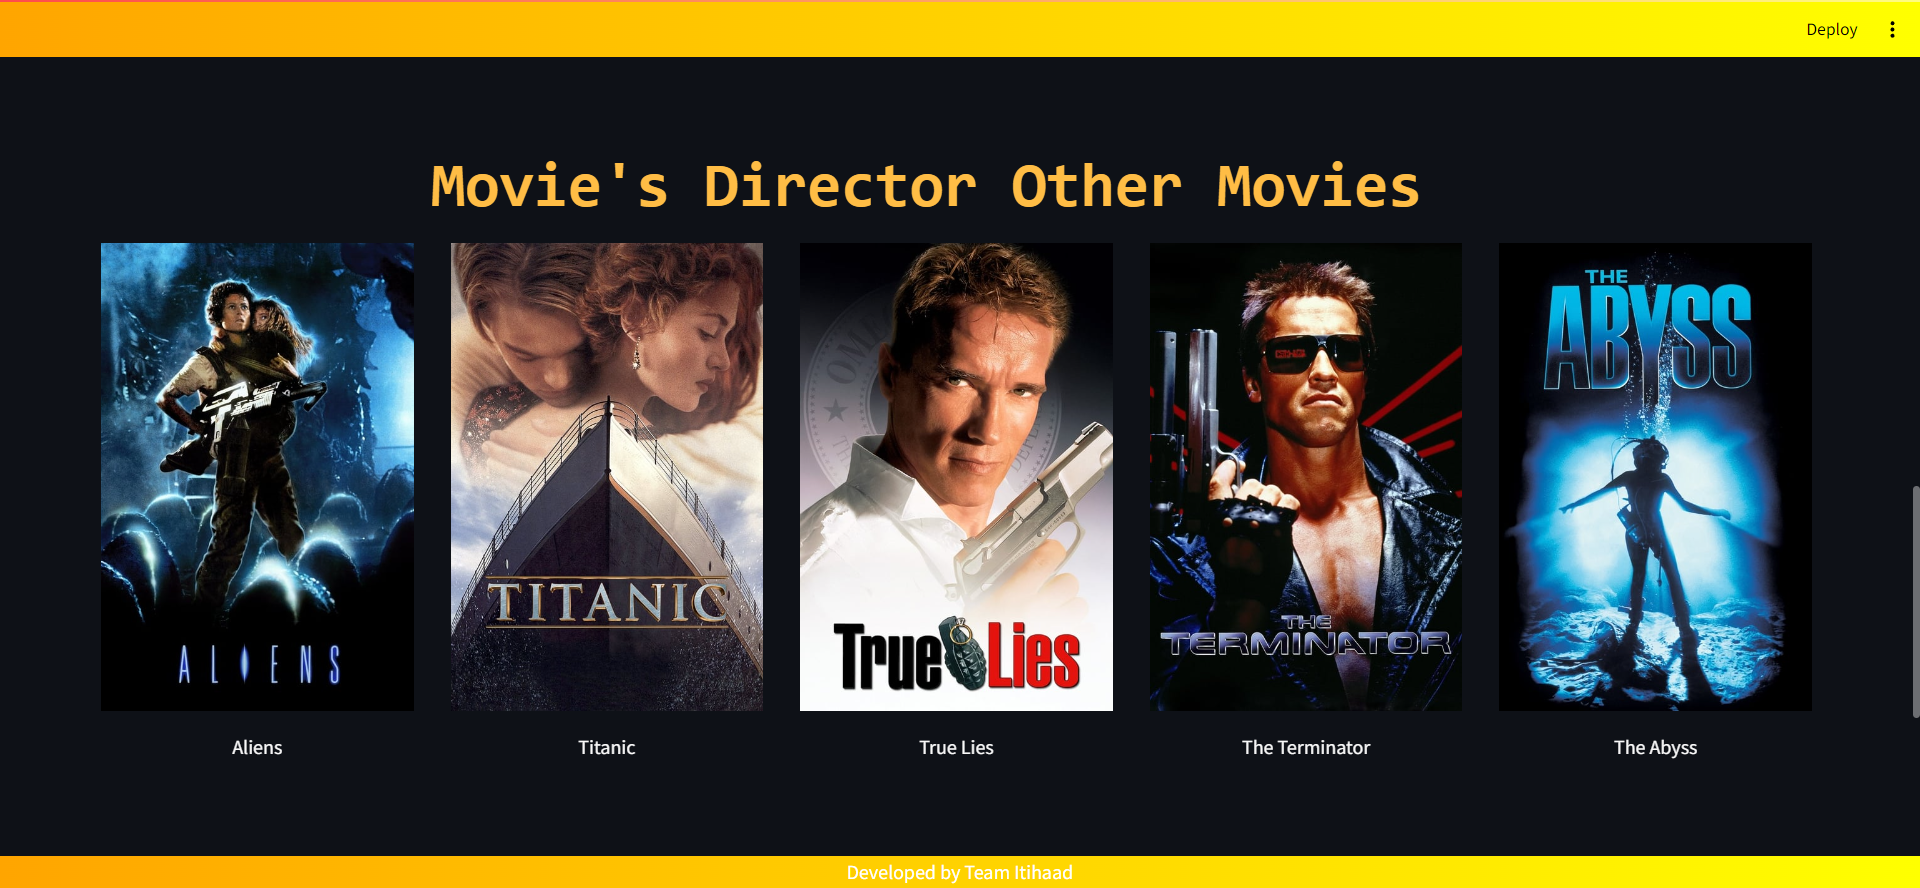 Deploy
Movie's Director Other Movies
ALIENS
TITANIC
True Lies
THE
TERMINATOR
THE
ABYSS
Aliens
Titanic
True Lies
The Terminator
The Abyss
Developed by Team Itihaad